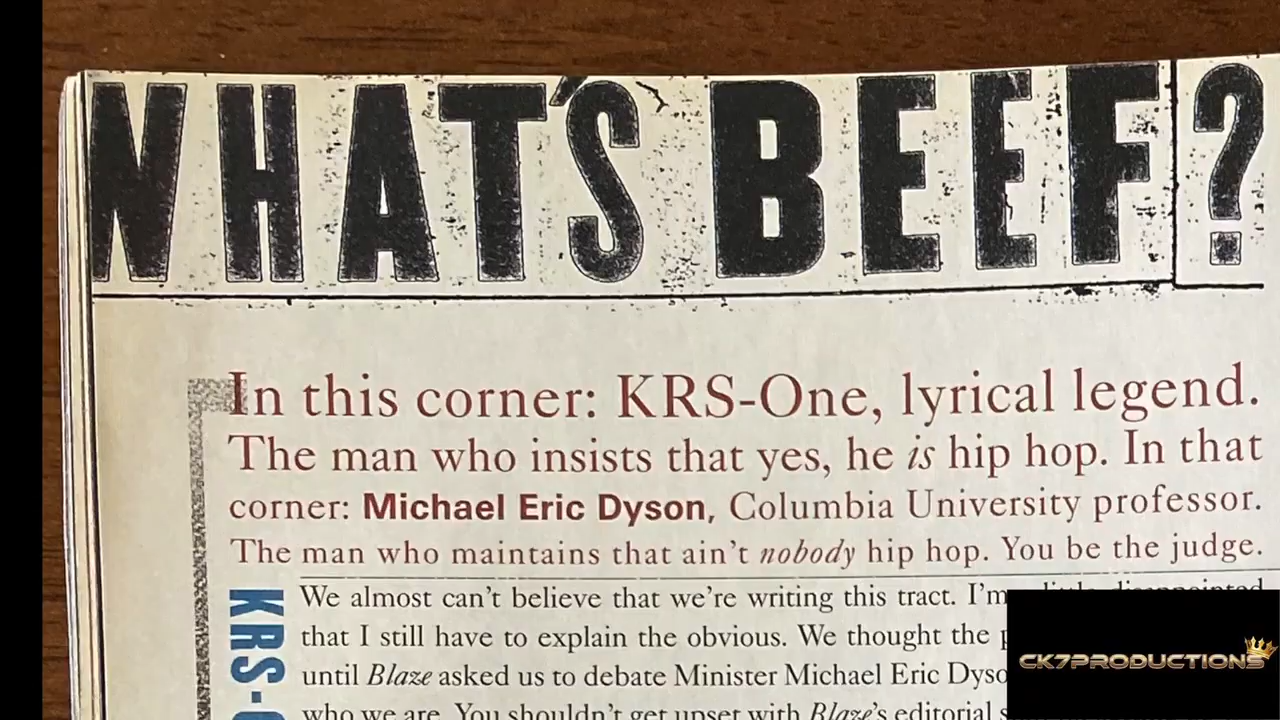 WHAT'S BEEF?
In this corner: KRS-One, lyrical legend.
The man who insists that yes, he is hip hop. In that
corner: Michael Eric Dyson, Columbia University professor.
The man who maintains that ain't nobody hip hop. You be the judge.
KRS-O
We almost can't believe that we're writing this tract. I'm little disappointed
that I still have to explain the obvious. We thought the
until Blaze asked us to debate Minister Michael Eric Dyso
who we are. You shouldn't get upset with Blaze's editorial s
CK7PRODUCTIONS